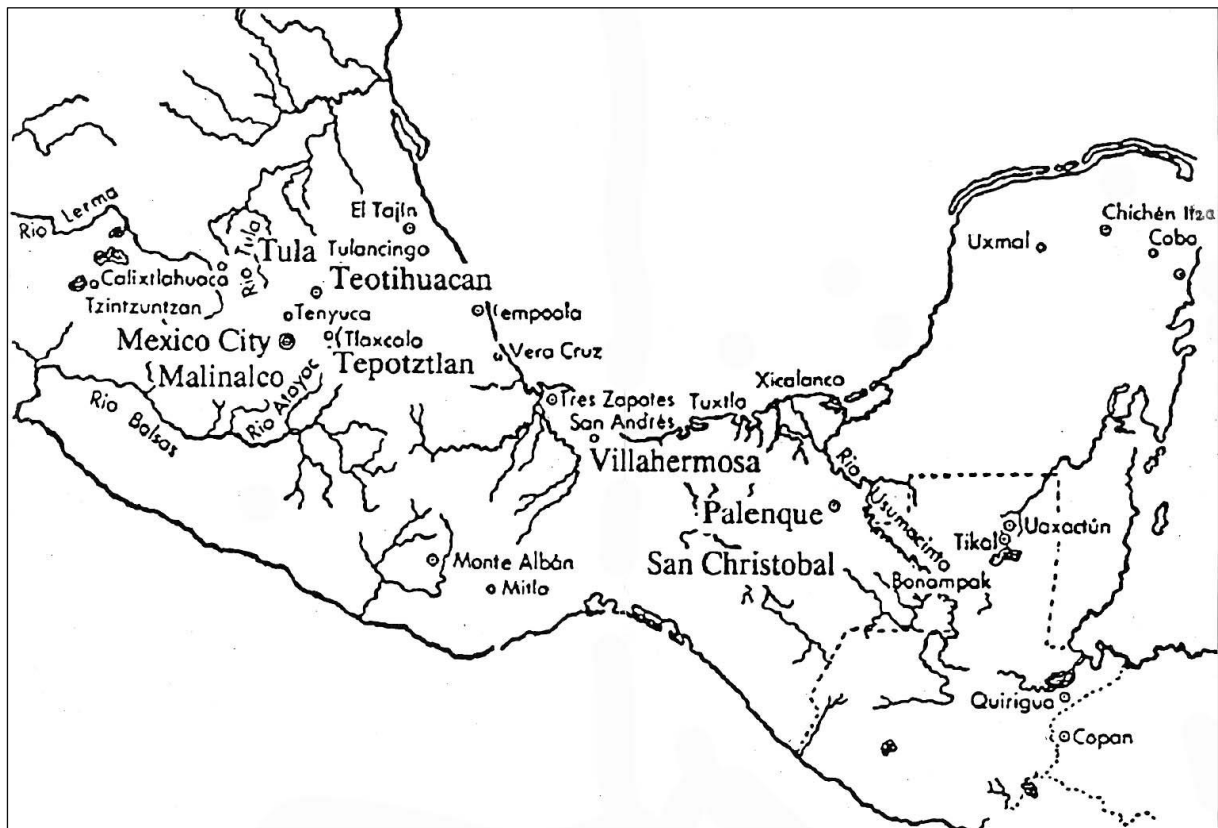 Rio Lerma
El Tajín
Tula
Rio Tula
Tulancingo
Teotihuacan
Calixtlahuaca
Tzintzuntzan
Tenyuca
Mexico City
Tlaxcala
Tepotztlan
Malinalco
Rio Atoyac
Rio Balsas
Cempoala
Vera Cruz
Tres Zapotes
San Andrés
Tuxtla
Xicalanco
Villahermosa
Rio Usumacinta
Palenque
San Christobal
Monte Albán
Mitla
Uxmal
Chichén Itza
Coba
Uaxactún
Tikal
Bonampak
Quirigua
Copan